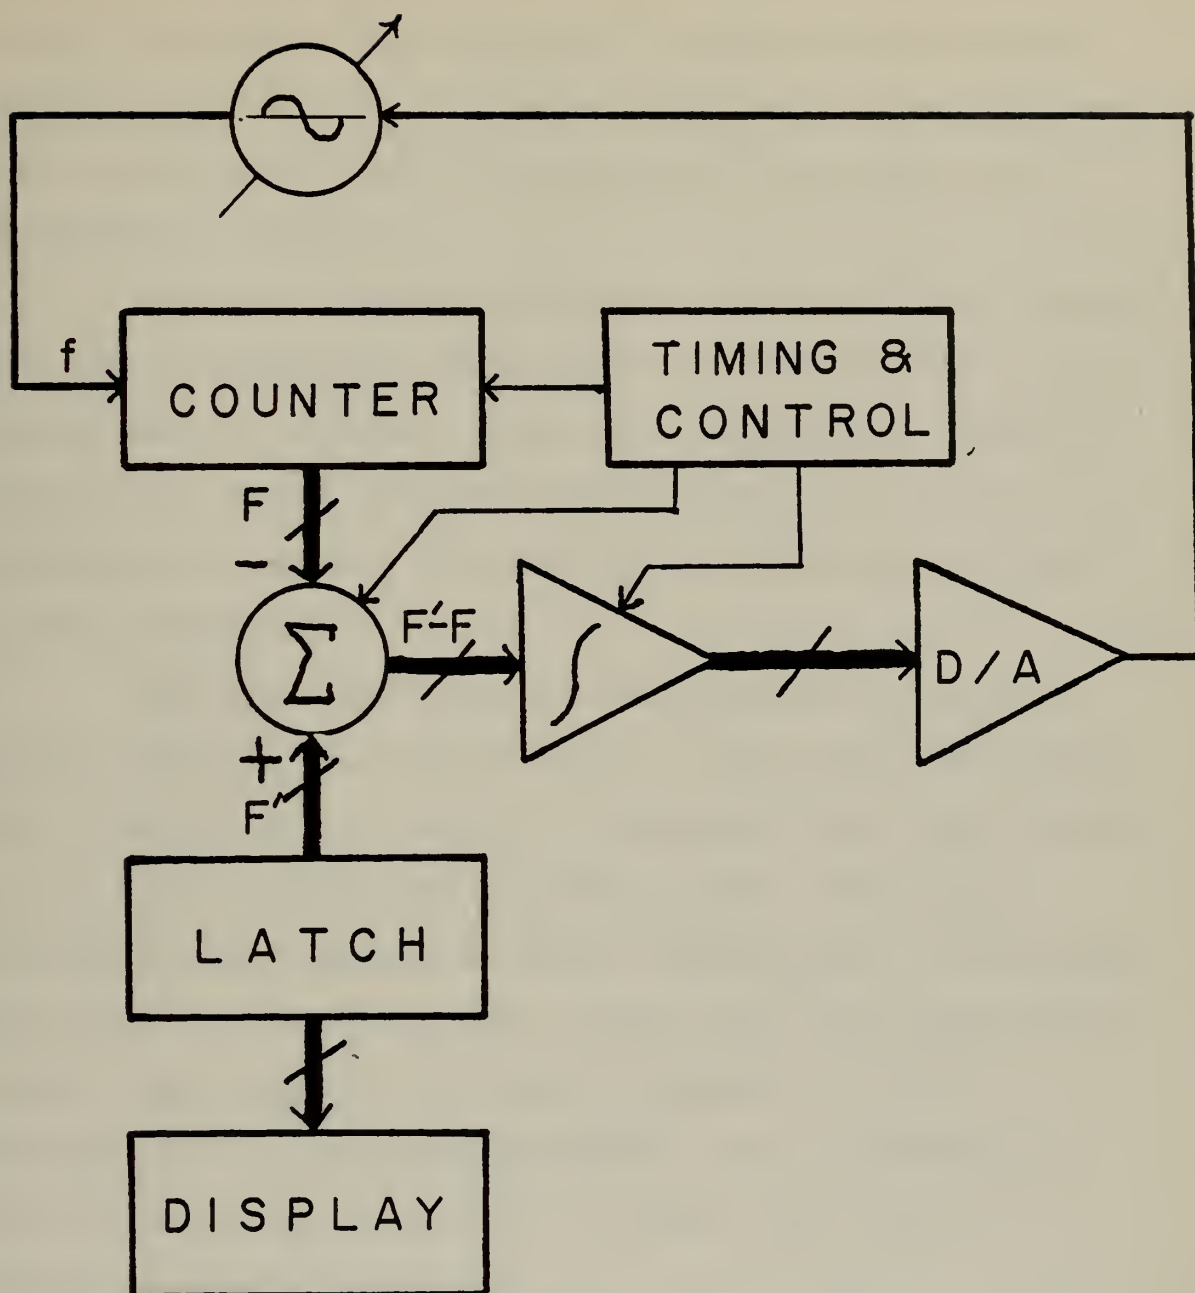 f
COUNTER
TIMING &
CONTROL
F
−
Σ
F′-F
∫
D/A
+
F′
LATCH
DISPLAY